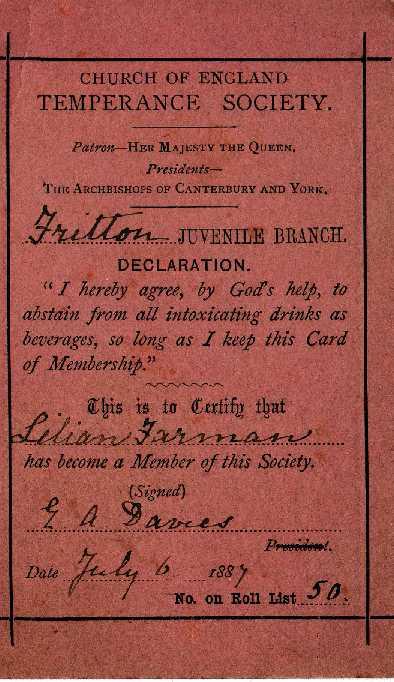 CHURCH OF ENGLAND
TEMPERANCE SOCIETY.
Patron—HER MAJESTY THE QUEEN.
Presidents—
THE ARCHBISHOPS OF CANTERBURY AND YORK.
Fritton JUVENILE BRANCH.
DECLARATION.
"I hereby agree, by God's help, to
abstain from all intoxicating drinks as
beverages, so long as I keep this Card
of Membership."
This is to Certify that
Lilian Farman
has become a Member of this Society.
(Signed)
G A Davies
President.
Date July 6 1887
No. on Roll List 50.